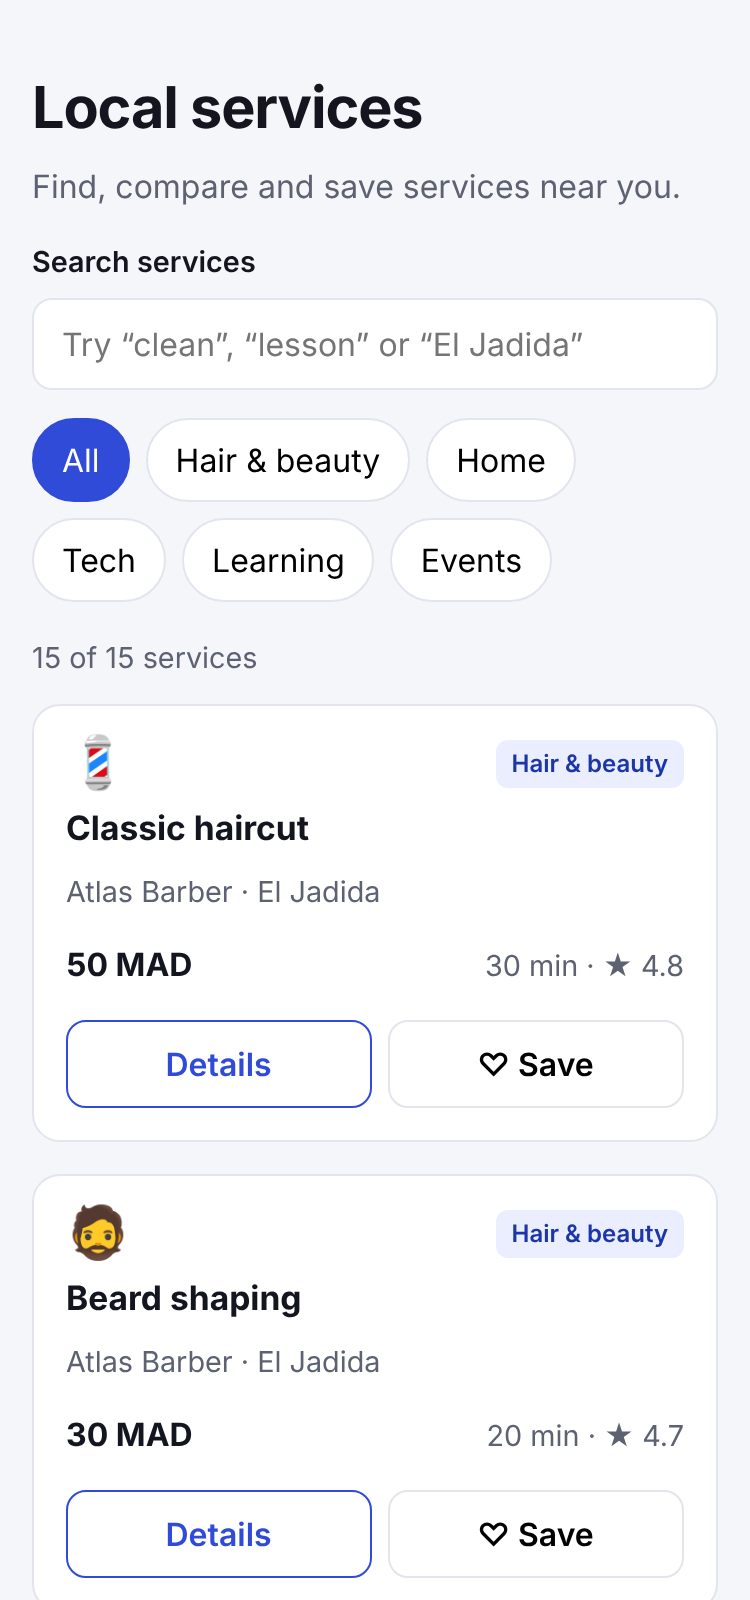 Local services
Find, compare and save services near you.
Search services
Try “clean”, “lesson” or “El Jadida”
All
Hair & beauty
Home
Tech
Learning
Events
15 of 15 services
Hair & beauty
Classic haircut
Atlas Barber · El Jadida
50 MAD
30 min · ★ 4.8
Details
♡ Save
Hair & beauty
Beard shaping
Atlas Barber · El Jadida
30 MAD
20 min · ★ 4.7
Details
♡ Save